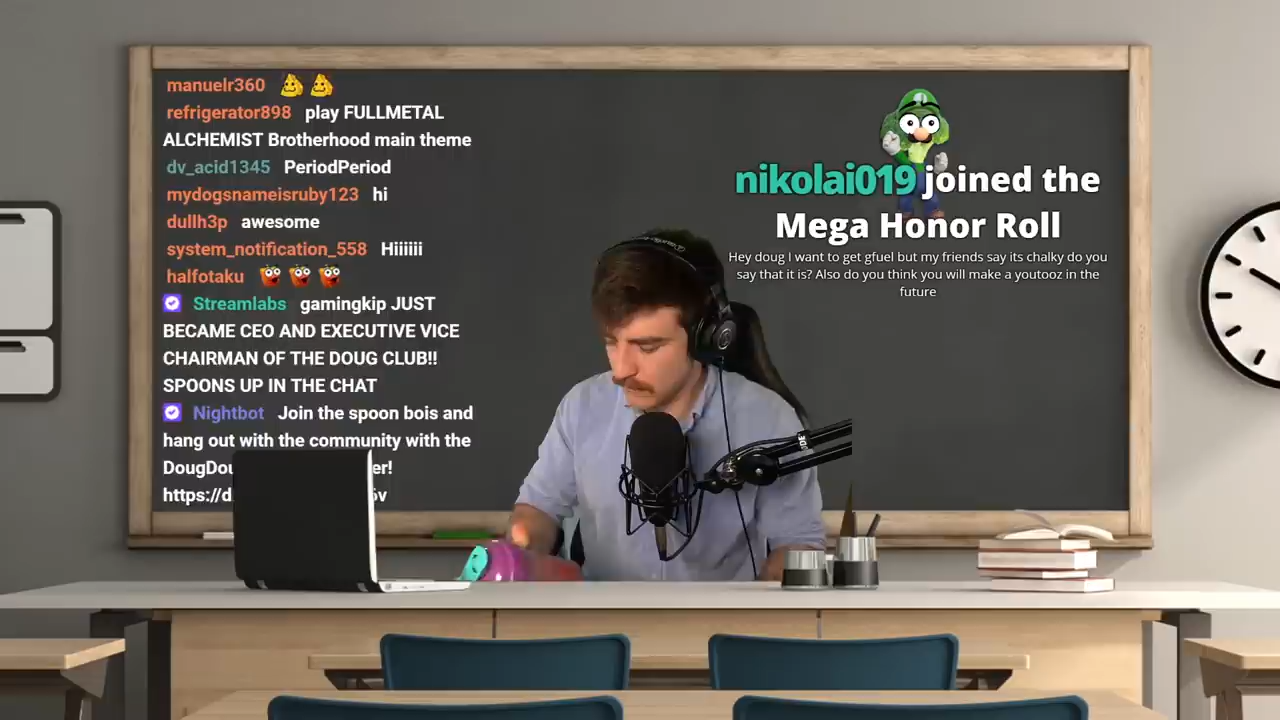 manuelr360
refrigerator898 play FULLMETAL
ALCHEMIST Brotherhood main theme
dv_acid1345 PeriodPeriod
mydogsnameisruby123 hi
dullh3p awesome
system_notification_558 Hiiiiii
halfotaku
Streamlabs gamingkip JUST
BECAME CEO AND EXECUTIVE VICE
CHAIRMAN OF THE DOUG CLUB!!
SPOONS UP IN THE CHAT
Nightbot Join the spoon bois and
hang out with the community with the
DougDou er!
https://d
nikolai019 joined the
Mega Honor Roll
Hey doug I want to get gfuel but my friends say its chalky do you
say that it is? Also do you think you will make a youtooz in the
future